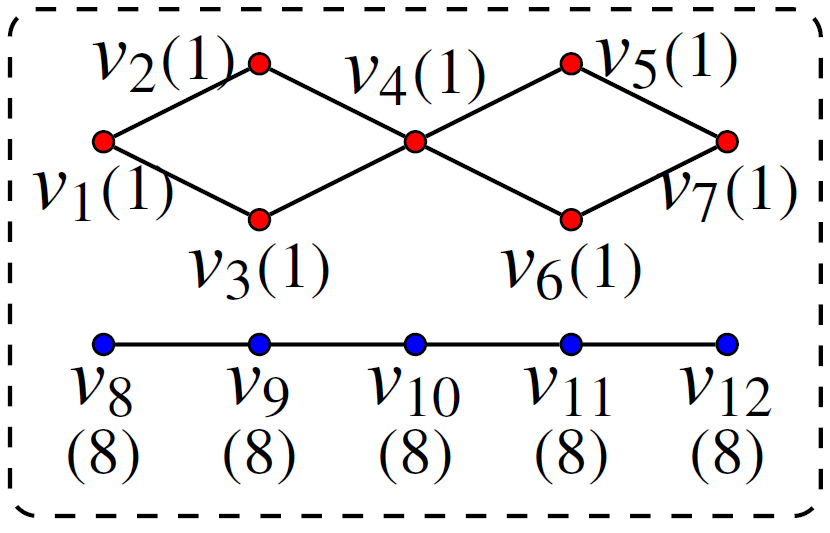 v2(1) v4(1) v5(1)
v1(1) v7(1)
v3(1) v6(1)
v8 v9 v10 v11 v12
(8) (8) (8) (8) (8)